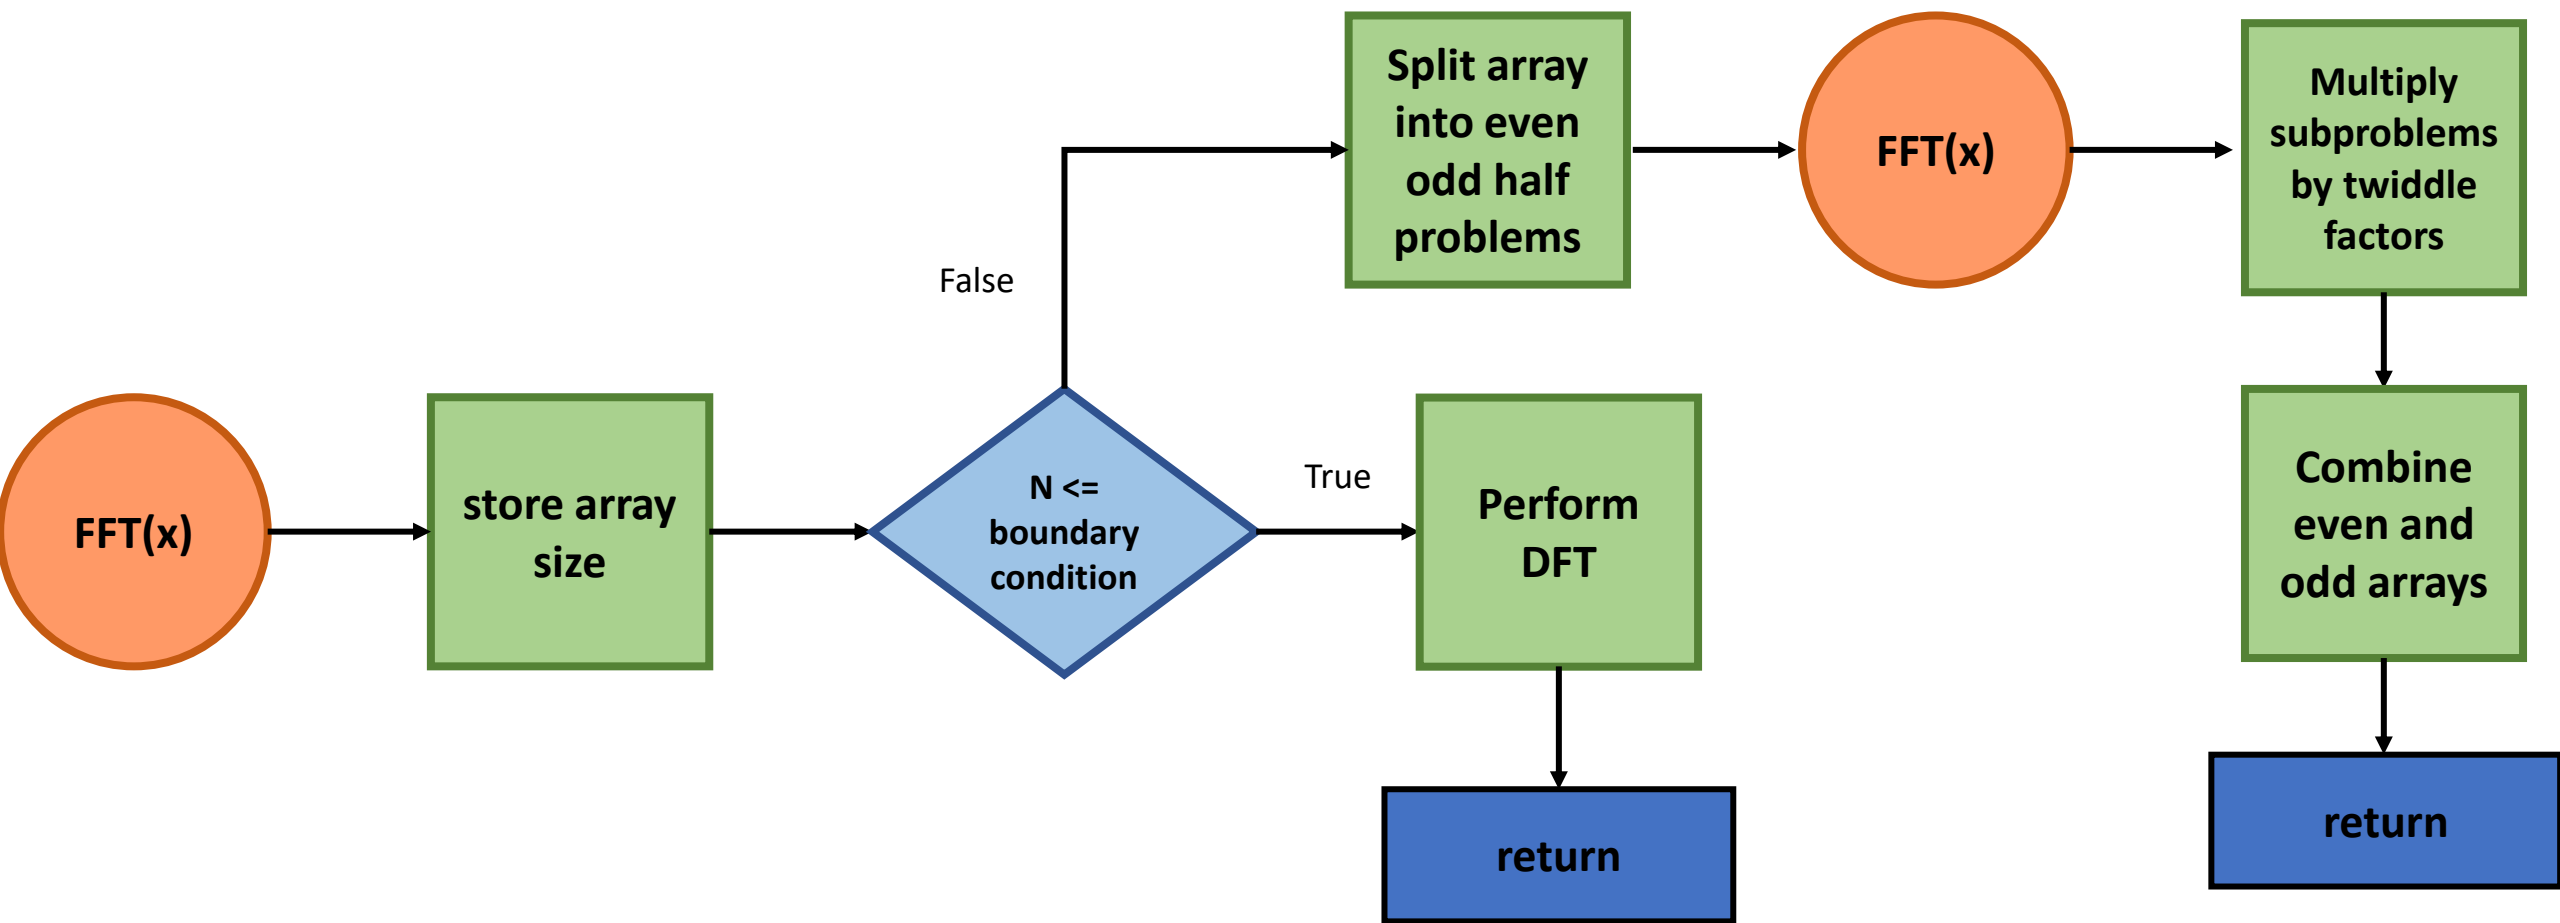 FFT(x)
store array
size
N <=
boundary
condition
False
Split array
into even
odd half
problems
FFT(x)
Multiply
subproblems
by twiddle
factors
Combine
even and
odd arrays
return
True
Perform
DFT
return